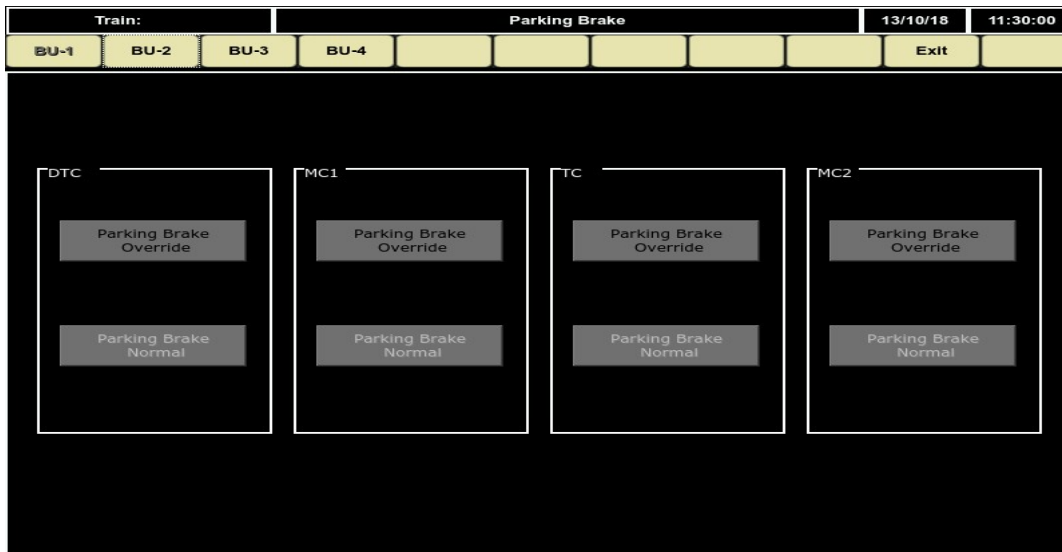 Train: Parking Brake 13/10/18 11:30:00
BU-1 BU-2 BU-3 BU-4 Exit
DTC MC1 TC MC2
Parking Brake Parking Brake Parking Brake Parking Brake
Override Override Override Override
Parking Brake Parking Brake Parking Brake Parking Brake
Normal Normal Normal Normal